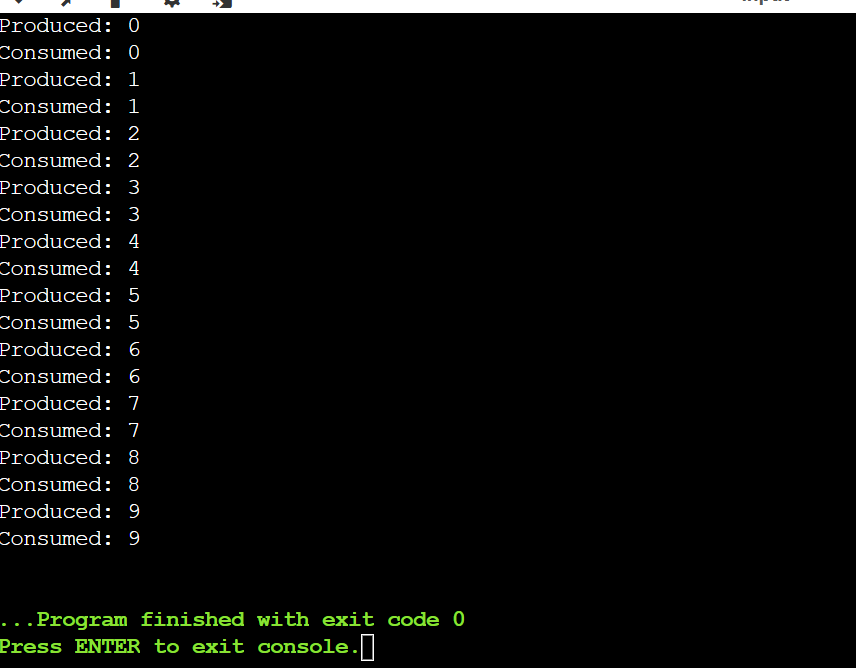 Produced: 0
Consumed: 0
Produced: 1
Consumed: 1
Produced: 2
Consumed: 2
Produced: 3
Consumed: 3
Produced: 4
Consumed: 4
Produced: 5
Consumed: 5
Produced: 6
Consumed: 6
Produced: 7
Consumed: 7
Produced: 8
Consumed: 8
Produced: 9
Consumed: 9
...Program finished with exit code 0
Press ENTER to exit console.